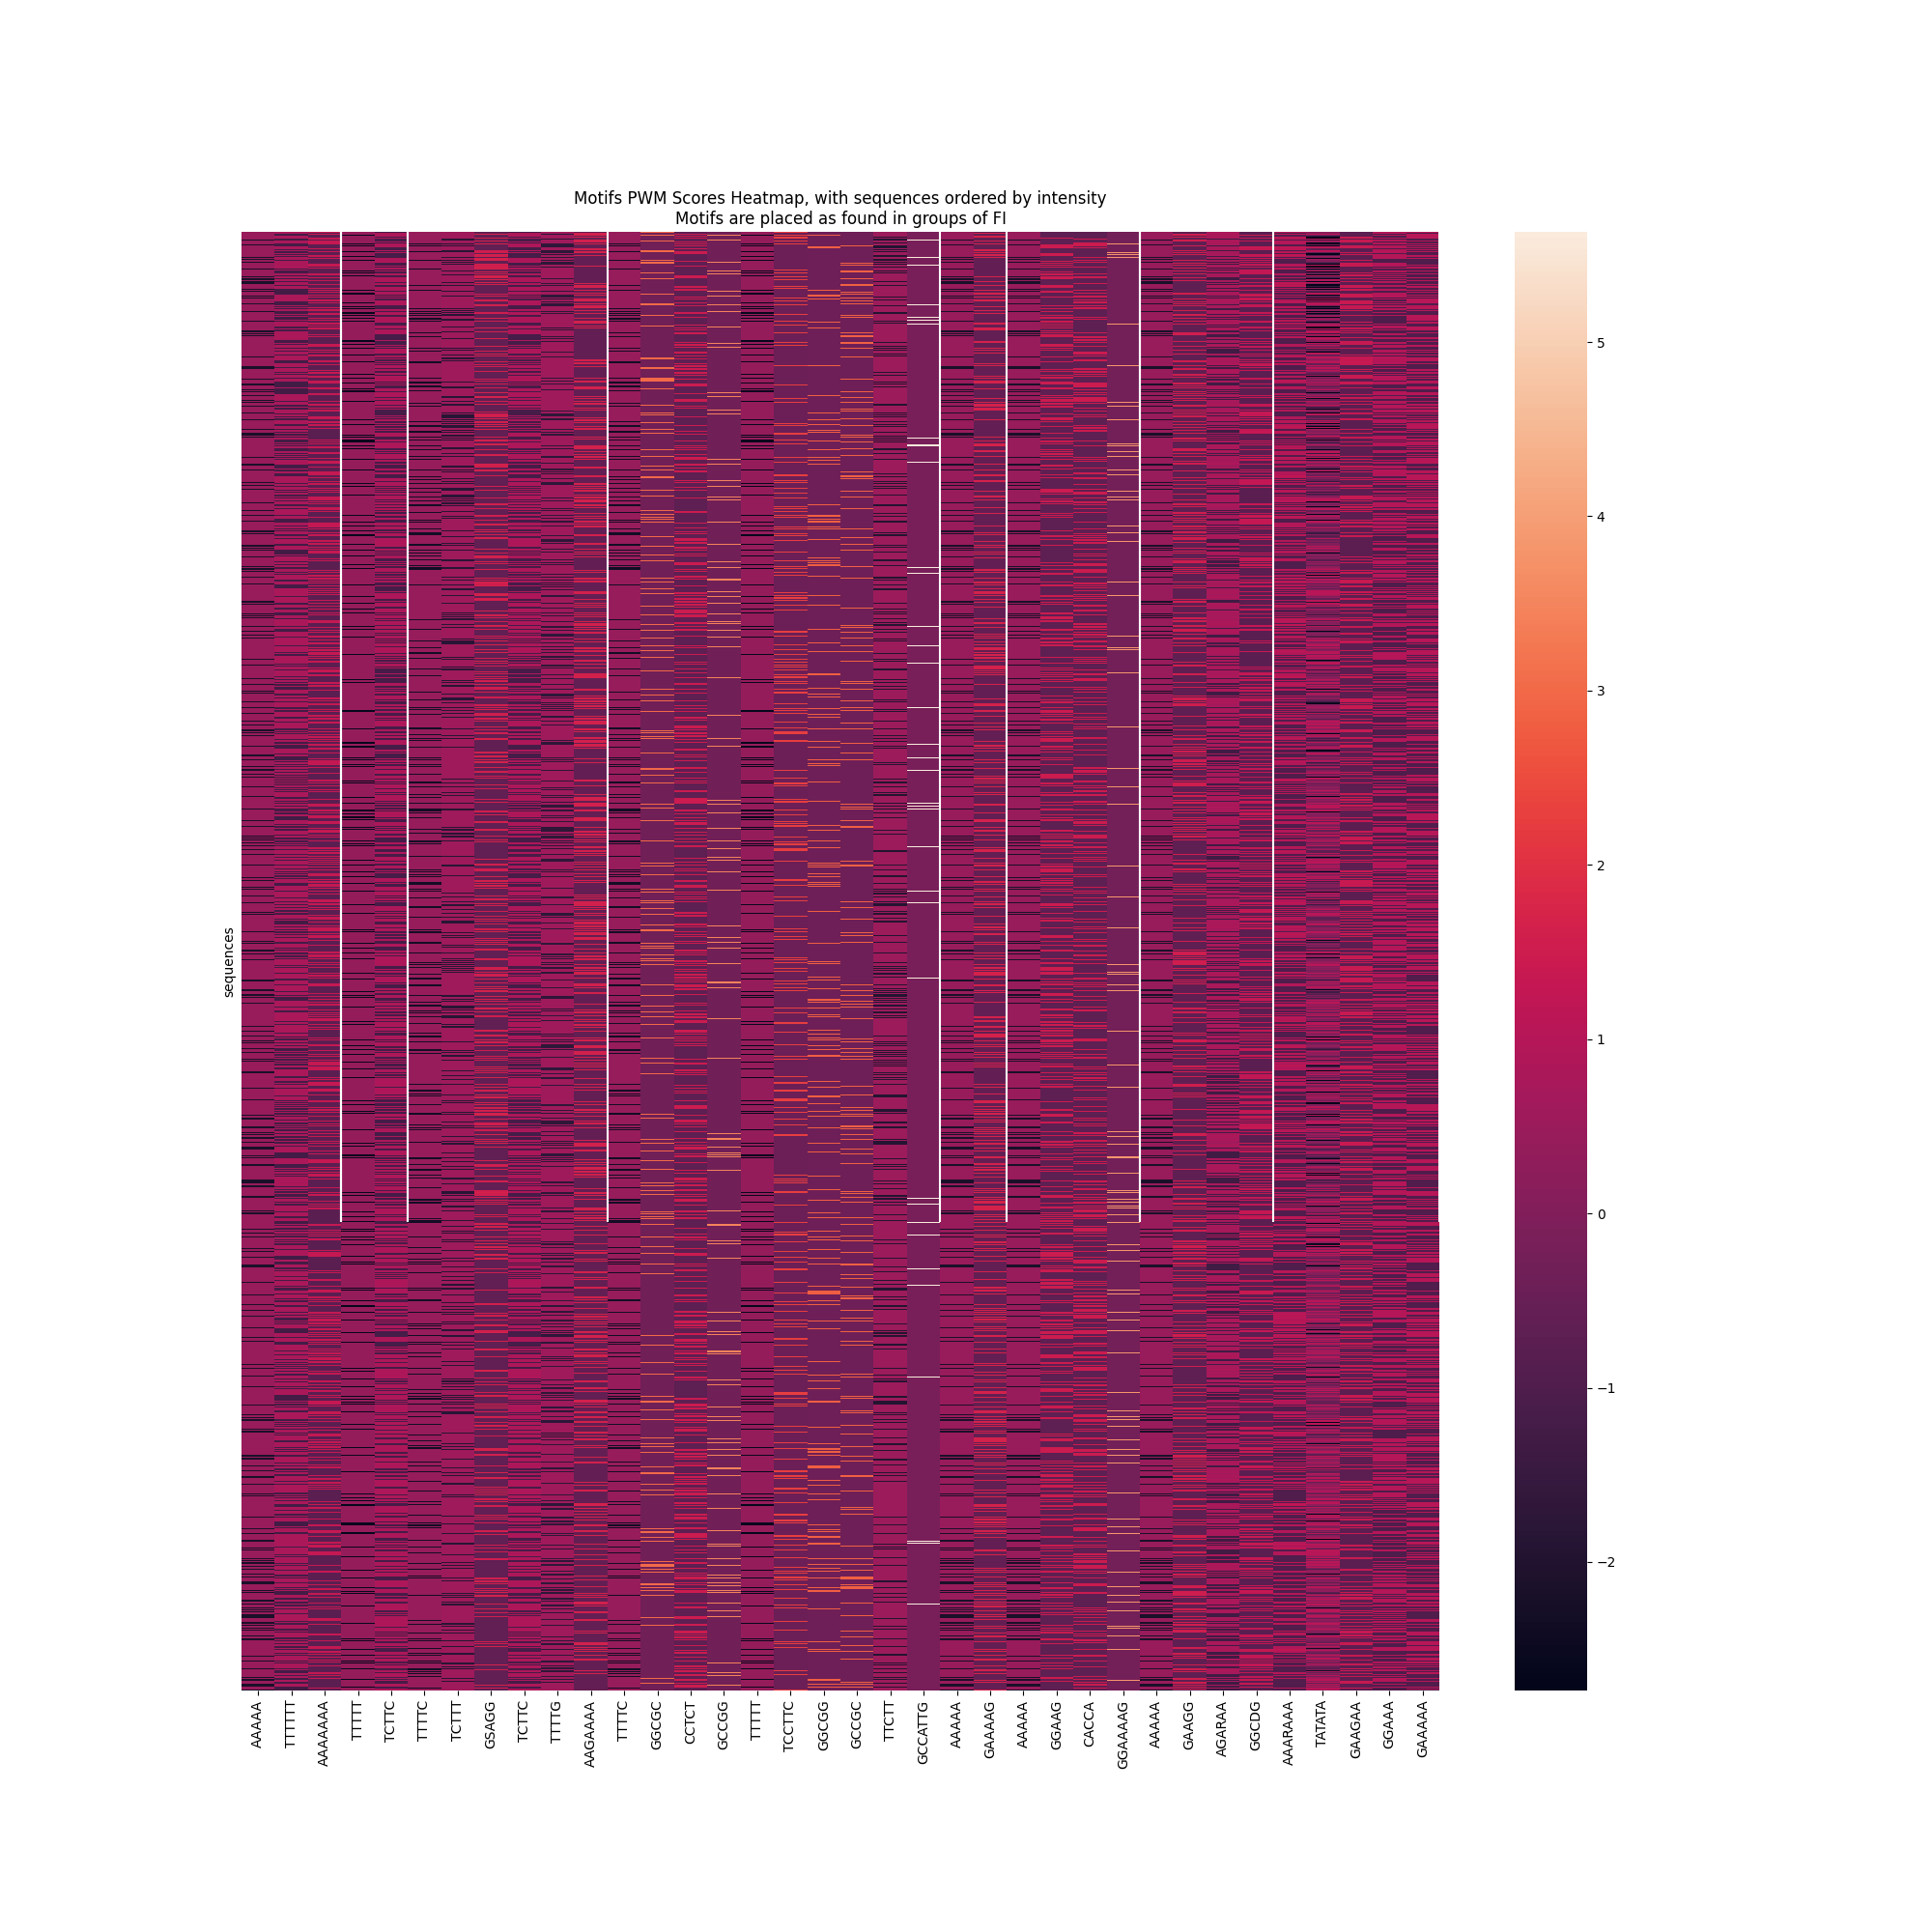 Motifs PWM Scores Heatmap, with sequences ordered by intensity
Motifs are placed as found in groups of FI
sequences
5
4
3
2
1
0
−1
−2
AAAAA
TTTTTT
AAAAAAA
TTTTT
TCTTC
TTTTC
TCTTT
GSAGG
TCTTC
TTTTG
AAGAAAA
TTTTC
GGCGC
CCTCT
GCCGG
TTTTT
TCCTTC
GGCGG
GCCGC
TTCTT
GCCATTG
AAAAA
GAAAAG
AAAAA
GGAAG
CACCA
GGAAAAG
AAAAA
GAAGG
AGARAA
GGCDG
AAARAAA
TATATA
GAAGAA
GGAAA
GAAAAA